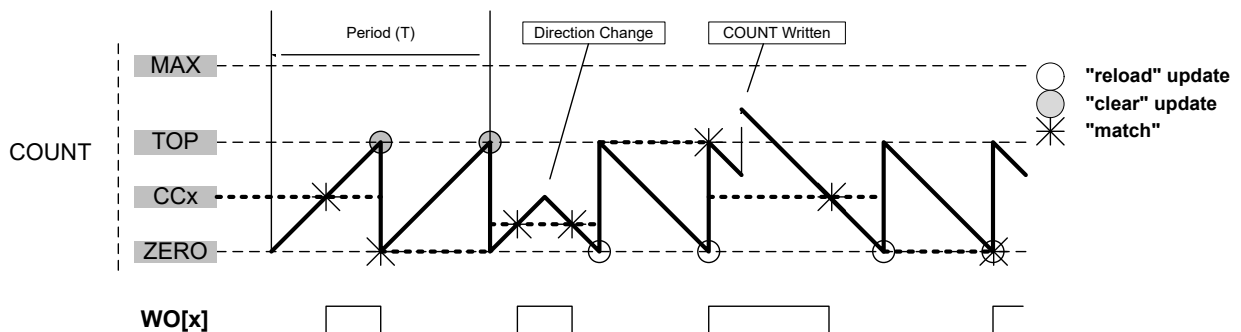 Period (T)
Direction Change
COUNT Written
MAX
"reload" update
"clear" update
"match"
TOP
COUNT
CCx
ZERO
WO[x]